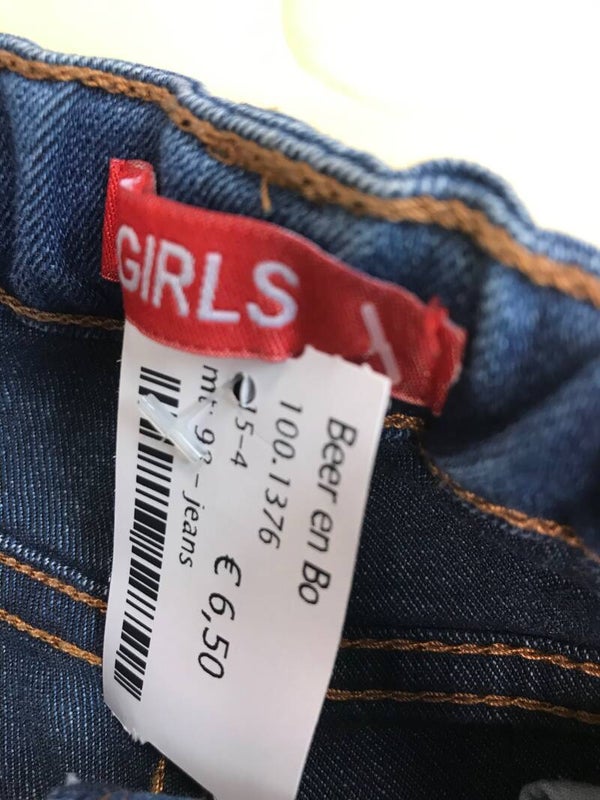 GIRLS
Beer en Bo
100.1376
15-4
mt: 92 - jeans
€ 6,50